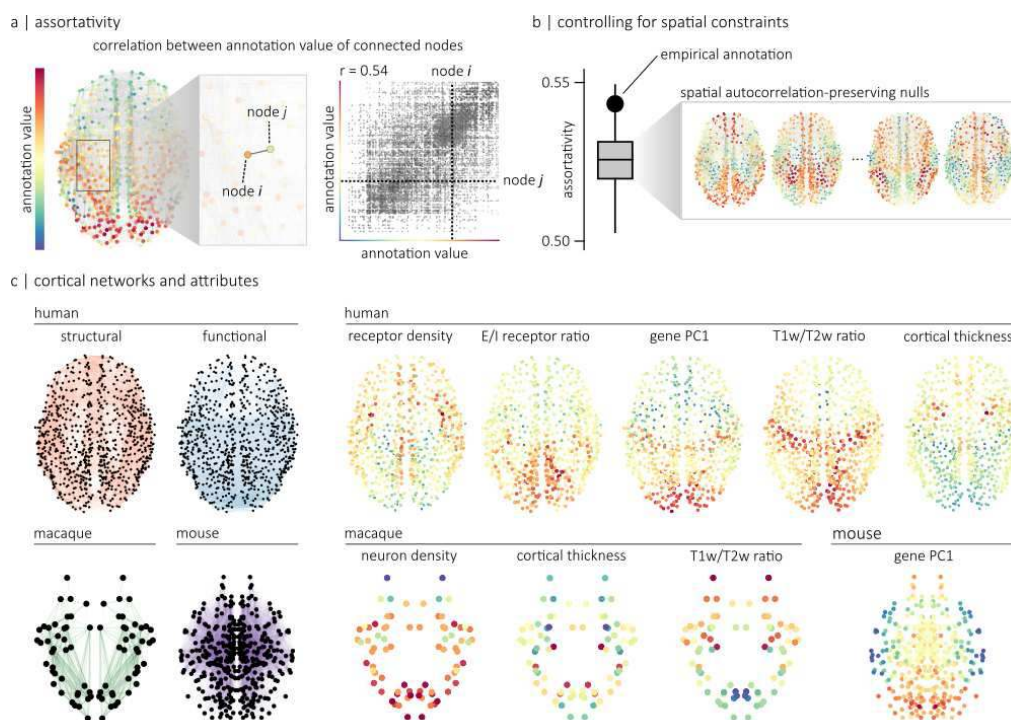 a | assortativity
correlation between annotation value of connected nodes
annotation value
node j
node i
r = 0.54
node i
annotation value
node j
annotation value
b | controlling for spatial constraints
empirical annotation
0.55
assortativity
0.50
spatial autocorrelation-preserving nulls
...
c | cortical networks and attributes
human
structural
functional
human
receptor density
E/I receptor ratio
gene PC1
T1w/T2w ratio
cortical thickness
macaque
mouse
macaque
neuron density
cortical thickness
T1w/T2w ratio
mouse
gene PC1